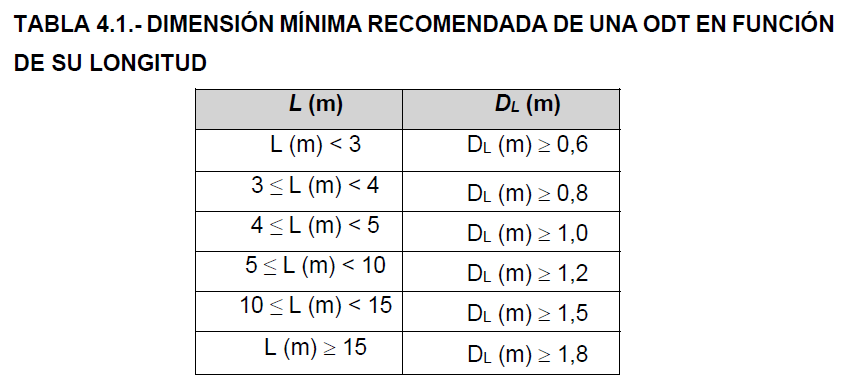 TABLA 4.1.- DIMENSIÓN MÍNIMA RECOMENDADA DE UNA ODT EN FUNCIÓN
DE SU LONGITUD
L (m) DL (m)
L (m) < 3 DL (m) ≥ 0,6
3 ≤ L (m) < 4 DL (m) ≥ 0,8
4 ≤ L (m) < 5 DL (m) ≥ 1,0
5 ≤ L (m) < 10 DL (m) ≥ 1,2
10 ≤ L (m) < 15 DL (m) ≥ 1,5
L (m) ≥ 15 DL (m) ≥ 1,8